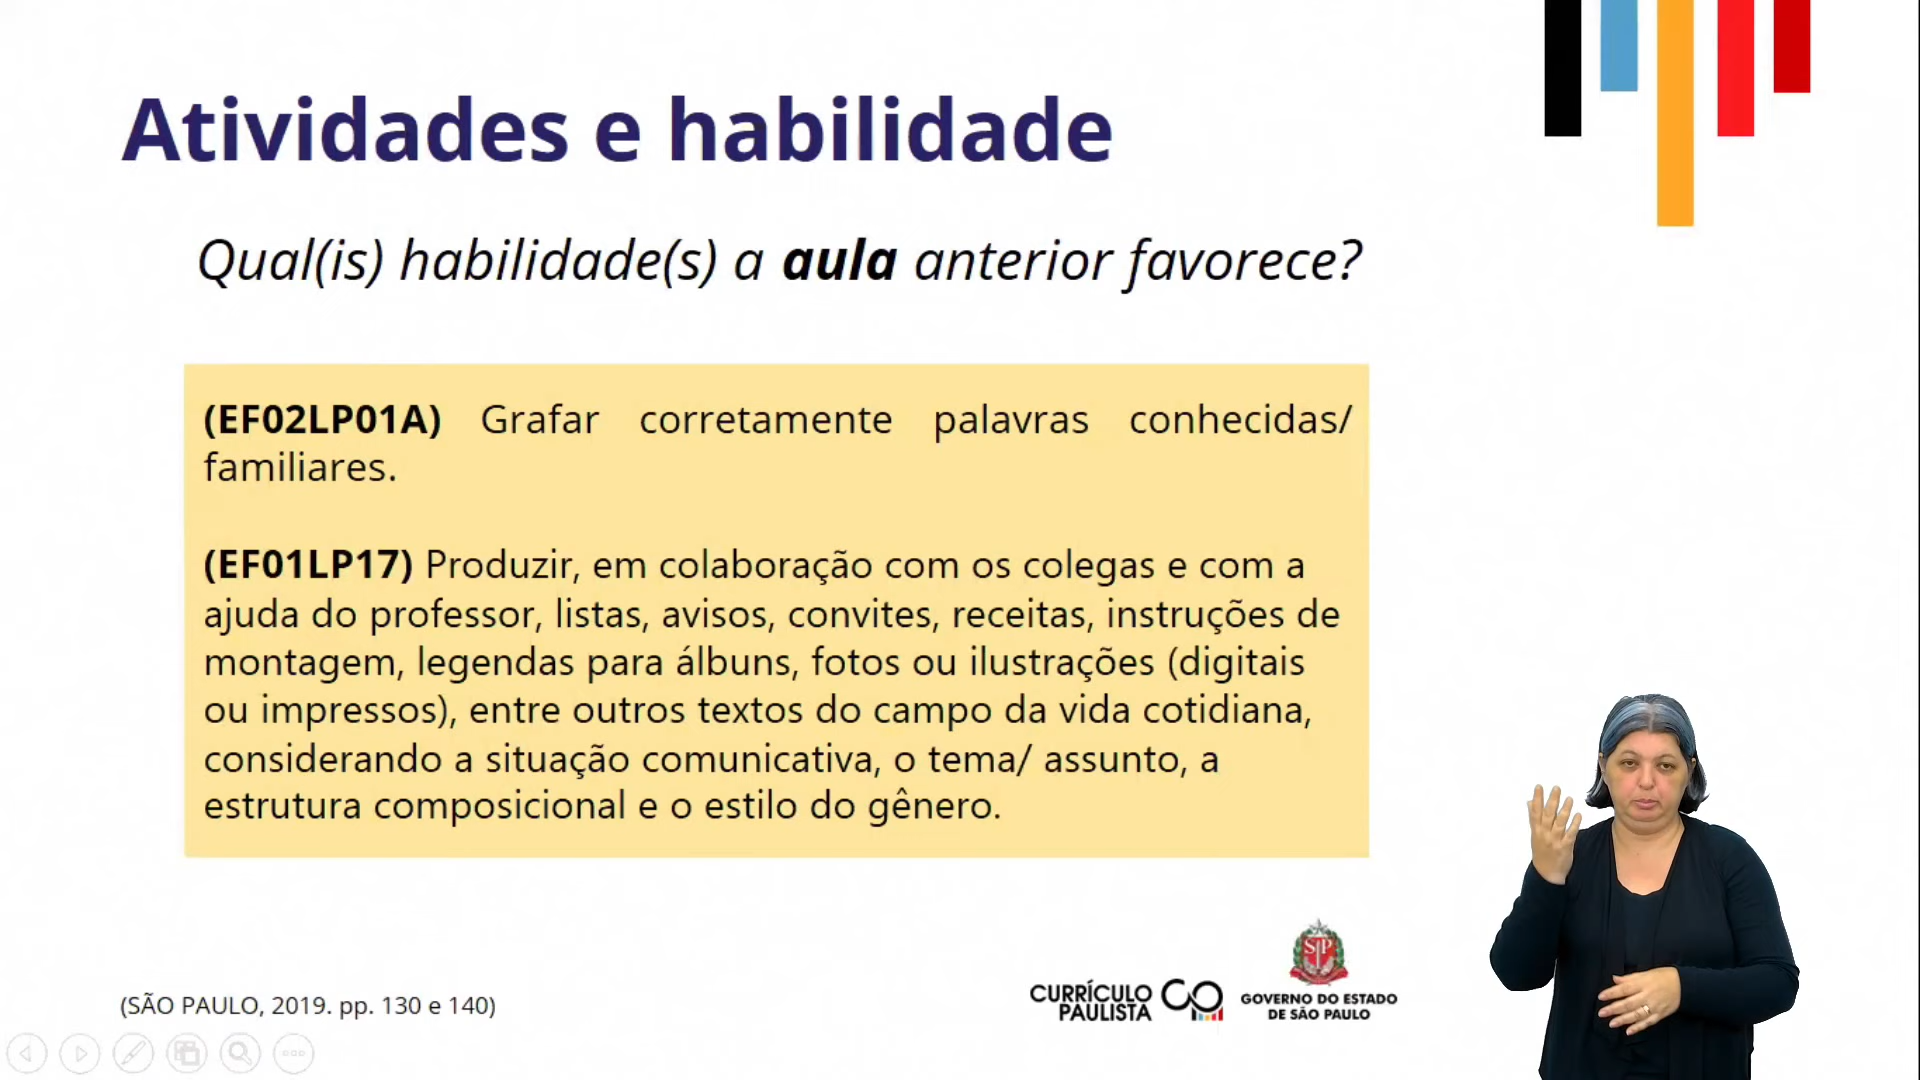 Atividades e habilidade
Qual(is) habilidade(s) a aula anterior favorece?
(EF02LP01A) Grafar corretamente palavras conhecidas/
familiares.
(EF01LP17) Produzir, em colaboração com os colegas e com a
ajuda do professor, listas, avisos, convites, receitas, instruções de
montagem, legendas para álbuns, fotos ou ilustrações (digitais
ou impressos), entre outros textos do campo da vida cotidiana,
considerando a situação comunicativa, o tema/ assunto, a
estrutura composicional e o estilo do gênero.
(SÃO PAULO, 2019. pp. 130 e 140)
CURRÍCULO
PAULISTA
SP
GOVERNO DO ESTADO
DE SÃO PAULO